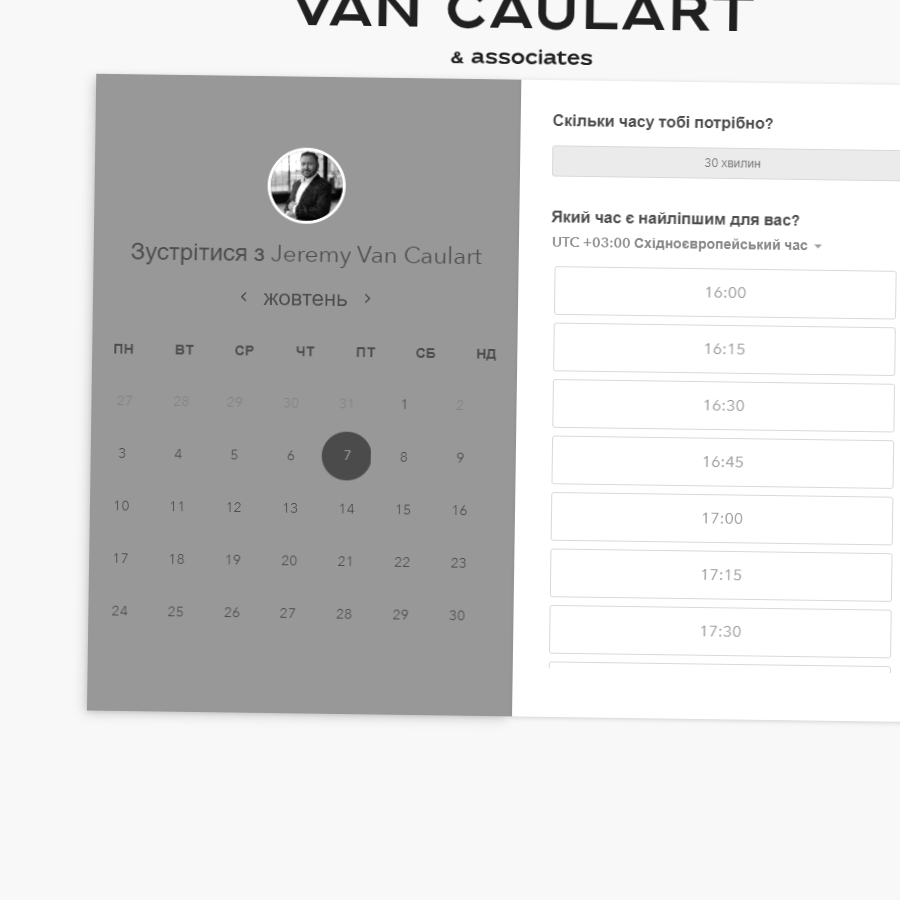 VAN CAULART
& associates
Зустрітися з Jeremy Van Caulart
жовтень
ПН ВТ СР ЧТ ПТ СБ НД
27 28 29 30 31 1 2
3 4 5 6 7 8 9
10 11 12 13 14 15 16
17 18 19 20 21 22 23
24 25 26 27 28 29 30
Скільки часу тобі потрібно?
30 хвилин
Який час є найліпшим для вас?
UTC +03:00 Східноєвропейський час
16:00
16:15
16:30
16:45
17:00
17:15
17:30